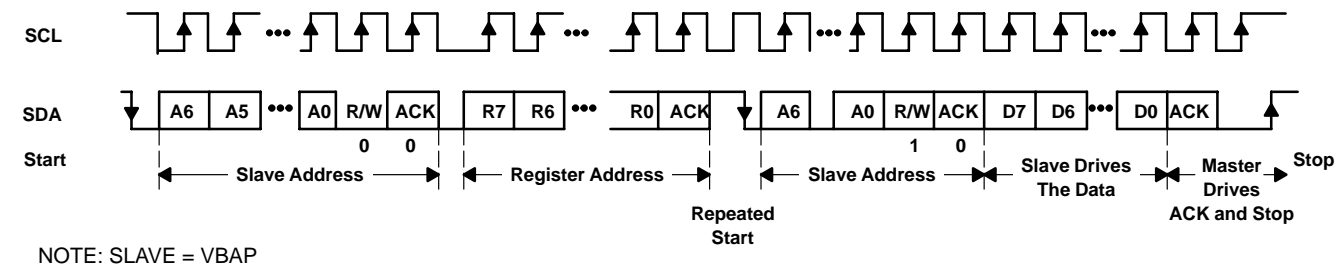 SCL
SDA A6 A5 ••• A0 R/W ACK R7 R6 ••• R0 ACK A6 A0 R/W ACK D7 D6 ••• D0 ACK
0 0 1 0
Start
Slave Address
Register Address
Repeated
Start
Slave Address
Slave Drives
The Data
Master
Drives
ACK and Stop
Stop
NOTE: SLAVE = VBAP